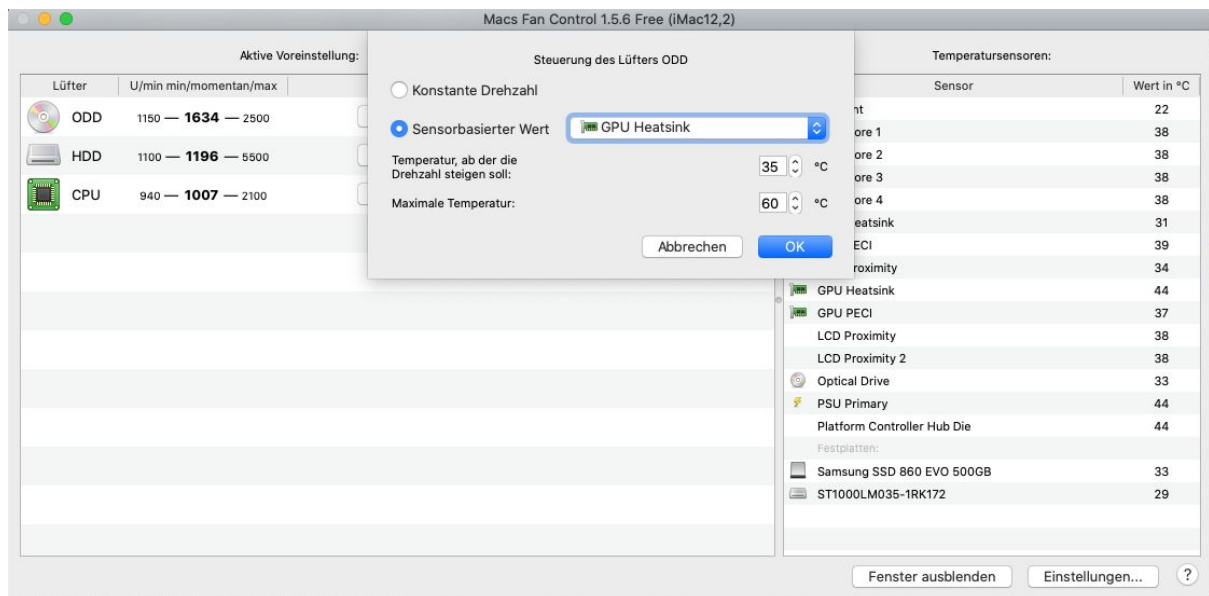 Macs Fan Control 1.5.6 Free (iMac12,2)
Aktive Voreinstellung:
Lüfter U/min min/momentan/max
ODD 1150 — 1634 — 2500
HDD 1100 — 1196 — 5500
CPU 940 — 1007 — 2100
Steuerung des Lüfters ODD
Konstante Drehzahl
Sensorbasierter Wert GPU Heatsink
Temperatur, ab der die
Drehzahl steigen soll: 35 °C
Maximale Temperatur: 60 °C
Abbrechen OK
Temperatursensoren:
Sensor Wert in °C
22
38
38
38
38
31
39
34
GPU Heatsink 44
GPU PECI 37
LCD Proximity 38
LCD Proximity 2 38
Optical Drive 33
PSU Primary 44
Platform Controller Hub Die 44
Festplatten:
Samsung SSD 860 EVO 500GB 33
ST1000LM035-1RK172 29
Fenster ausblenden Einstellungen... ?